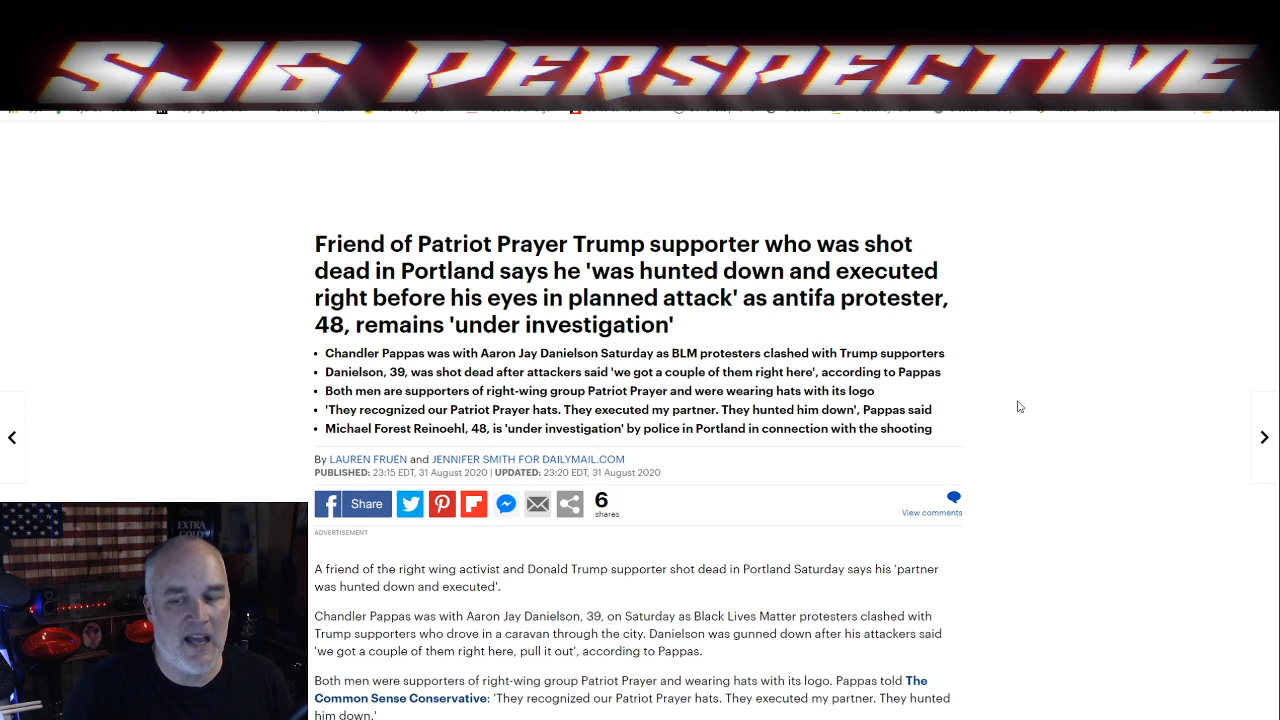 SJG Perspective
Friend of Patriot Prayer Trump supporter who was shot
dead in Portland says he 'was hunted down and executed
right before his eyes in planned attack' as antifa protester,
48, remains 'under investigation'
• Chandler Pappas was with Aaron Jay Danielson Saturday as BLM protesters clashed with Trump supporters
• Danielson, 39, was shot dead after attackers said 'we got a couple of them right here', according to Pappas
• Both men are supporters of right-wing group Patriot Prayer and were wearing hats with its logo
• 'They recognized our Patriot Prayer hats. They executed my partner. They hunted him down', Pappas said
• Michael Forest Reinoehl, 48, is 'under investigation' by police in Portland in connection with the shooting
By LAUREN FRUEN and JENNIFER SMITH FOR DAILYMAIL.COM
PUBLISHED: 23:15 EDT, 31 August 2020 | UPDATED: 23:20 EDT, 31 August 2020
Share
6
shares
View comments
ADVERTISEMENT
EXTRA
A friend of the right wing activist and Donald Trump supporter shot dead in Portland Saturday says his 'partner
was hunted down and executed'.
Chandler Pappas was with Aaron Jay Danielson, 39, on Saturday as Black Lives Matter protesters clashed with
Trump supporters who drove in a caravan through the city. Danielson was gunned down after his attackers said
'we got a couple of them right here, pull it out', according to Pappas.
Both men were supporters of right-wing group Patriot Prayer and wearing hats with its logo. Pappas told The
Common Sense Conservative: 'They recognized our Patriot Prayer hats. They executed my partner. They hunted
him down.'